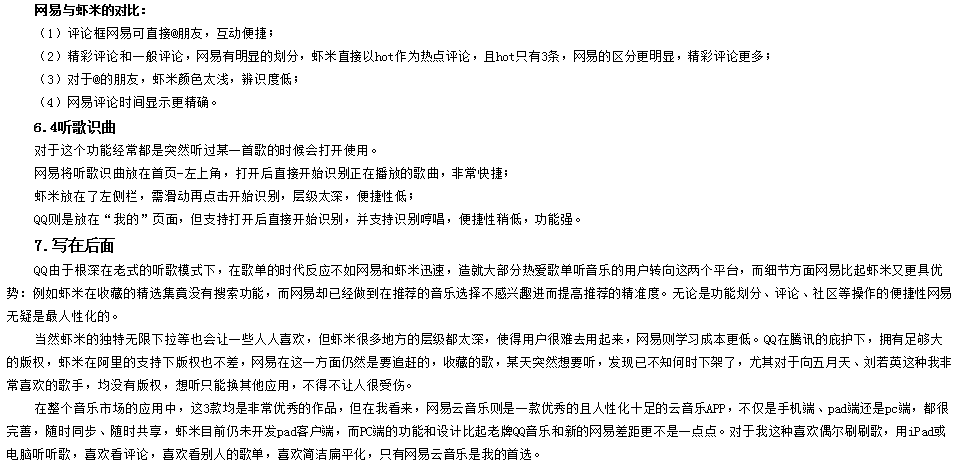 网易与虾米的对比：
（1）评论框网易可直接@朋友，互动便捷；
（2）精彩评论和一般评论，网易有明显的划分，虾米直接以hot作为热点评论，且hot只有3条，网易的区分更明显，精彩评论更多；
（3）对于@的朋友，虾米颜色太浅，辨识度低；
（4）网易评论时间显示更精确。
6.4听歌识曲
对于这个功能经常都是突然听过某一首歌的时候会打开使用。
网易将听歌识曲放在首页-左上角，打开后直接开始识别正在播放的歌曲，非常快捷；
虾米放在了左侧栏，需滑动再点击开始识别，层级太深，便捷性低；
QQ则是放在“我的”页面，但支持打开后直接开始识别，并支持识别哼唱，便捷性稍低，功能强。
7.写在后面
QQ由于根深在老式的听歌模式下，在歌单的时代反应不如网易和虾米迅速，造就大部分热爱歌单听音乐的用户转向这两个平台，而细节方面网易比起虾米又更具优
势：例如虾米在收藏的精选集竟没有搜索功能，而网易却已经做到在推荐的音乐选择不感兴趣进而提高推荐的精准度。无论是功能划分、评论、社区等操作的便捷性网易
无疑是最人性化的。
当然虾米的独特无限下拉等也会让一些人人喜欢，但虾米很多地方的层级都太深，使得用户很难去用起来，网易则学习成本更低。QQ在腾讯的庇护下，拥有足够大
的版权，虾米在阿里的支持下版权也不差，网易在这一方面仍然是要追赶的，收藏的歌，某天突然想要听，发现已不知何时下架了，尤其对于向五月天、刘若英这种我非
常喜欢的歌手，均没有版权，想听只能换其他应用，不得不让人很受伤。
在整个音乐市场的应用中，这3款均是非常优秀的作品，但在我看来，网易云音乐则是一款优秀的且人性化十足的云音乐APP，不仅是手机端、pad端还是pc端，都很
完善，随时同步、随时共享，虾米目前仍未开发pad客户端，而PC端的功能和设计比起老牌QQ音乐和新的网易差距更不是一点点。对于我这种喜欢偶尔刷刷歌，用iPad或
电脑听听歌，喜欢看评论，喜欢看别人的歌单，喜欢简洁扁平化，只有网易云音乐是我的首选。